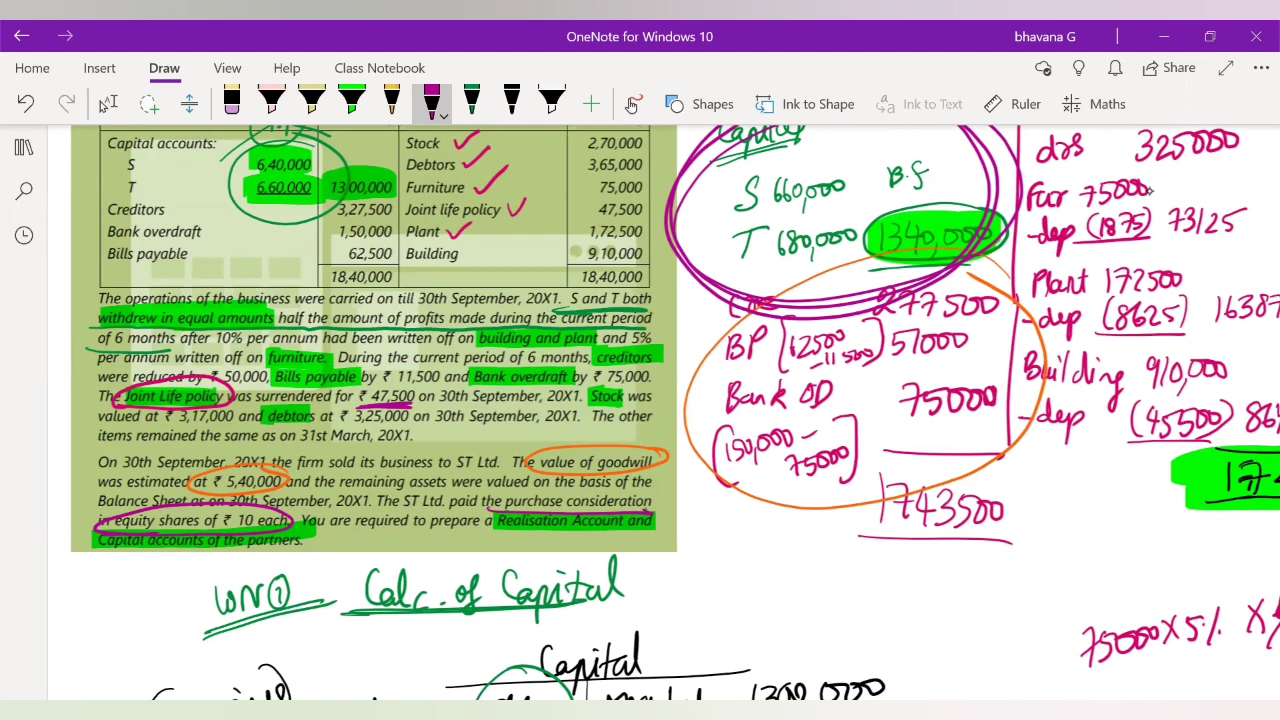 OneNote for Windows 10
bhavana G
Home Insert Draw View Help Class Notebook Share
Shapes Ink to Shape Ink to Text Ruler Maths
Capital accounts: Stock 2,70,000
S 6,40,000 Debtors 3,65,000
T 6,60,000 13,00,000 Furniture 75,000
Creditors 3,27,500 Joint life policy 47,500
Bank overdraft 1,50,000 Plant 1,72,500
Bills payable 62,500 Building 9,10,000
18,40,000 18,40,000
The operations of the business were carried on till 30th September, 20X1. S and T both
withdrew in equal amounts half the amount of profits made during the current period
of 6 months after 10% per annum had been written off on building and plant and 5%
per annum written off on furniture. During the current period of 6 months, creditors
were reduced by ₹ 50,000, Bills payable by ₹ 11,500 and Bank overdraft by ₹ 75,000.
The Joint Life policy was surrendered for ₹ 47,500 on 30th September, 20X1. Stock was
valued at ₹ 3,17,000 and debtors at ₹ 3,25,000 on 30th September, 20X1. The other
items remained the same as on 31st March, 20X1.
On 30th September, 20X1 the firm sold its business to ST Ltd. The value of goodwill
was estimated at ₹ 5,40,000 and the remaining assets were valued on the basis of the
Balance Sheet as on 30th September, 20X1. The ST Ltd. paid the purchase consideration
in equity shares of ₹ 10 each. You are required to prepare a Realisation Account and
Capital accounts of the partners.
Capital
S 660,000 B.S
T 680,000 1340,000
277500
BP [62500 - 11500] 51000
Bank OD 75000
[150,000 - 75000]
1743500
drs 325000
Fur 75000
-dep (1875) 73125
Plant 172500
-dep (8625) 16387
Building 910,000
-dep (45500) 864
174
75000 X 5% X
WN① Calc. of Capital
Capital
1300,000